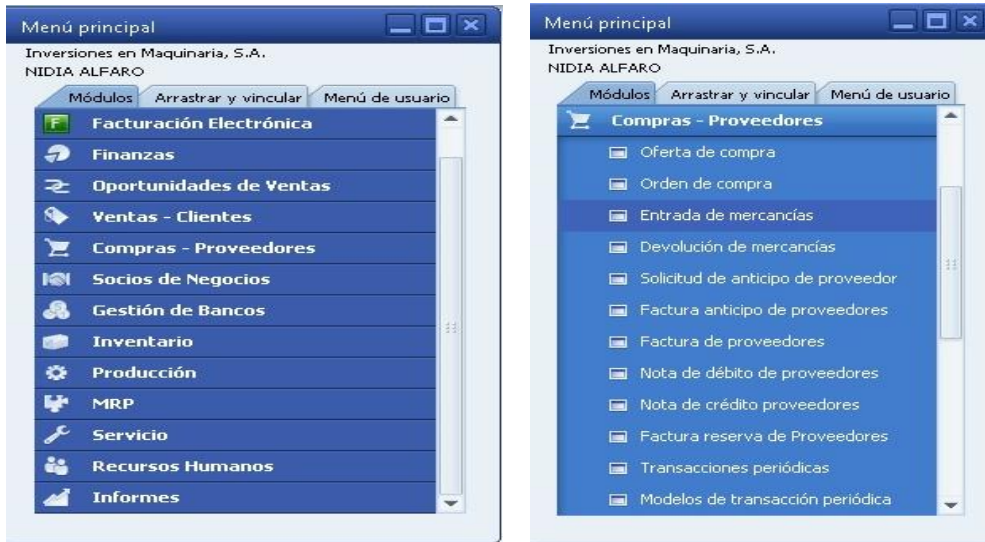 Menú principal
Inversiones en Maquinaria, S.A.
NIDIA ALFARO
Módulos Arrastrar y vincular Menú de usuario
F Facturación Electrónica
Finanzas
Oportunidades de Ventas
Ventas - Clientes
Compras - Proveedores
Socios de Negocios
Gestión de Bancos
Inventario
Producción
MRP
Servicio
Recursos Humanos
Informes
Menú principal
Inversiones en Maquinaria, S.A.
NIDIA ALFARO
Módulos Arrastrar y vincular Menú de usuario
Compras - Proveedores
Oferta de compra
Orden de compra
Entrada de mercancías
Devolución de mercancías
Solicitud de anticipo de proveedor
Factura anticipo de proveedores
Factura de proveedores
Nota de débito de proveedores
Nota de crédito proveedores
Factura reserva de Proveedores
Transacciones periódicas
Modelos de transacción periódica